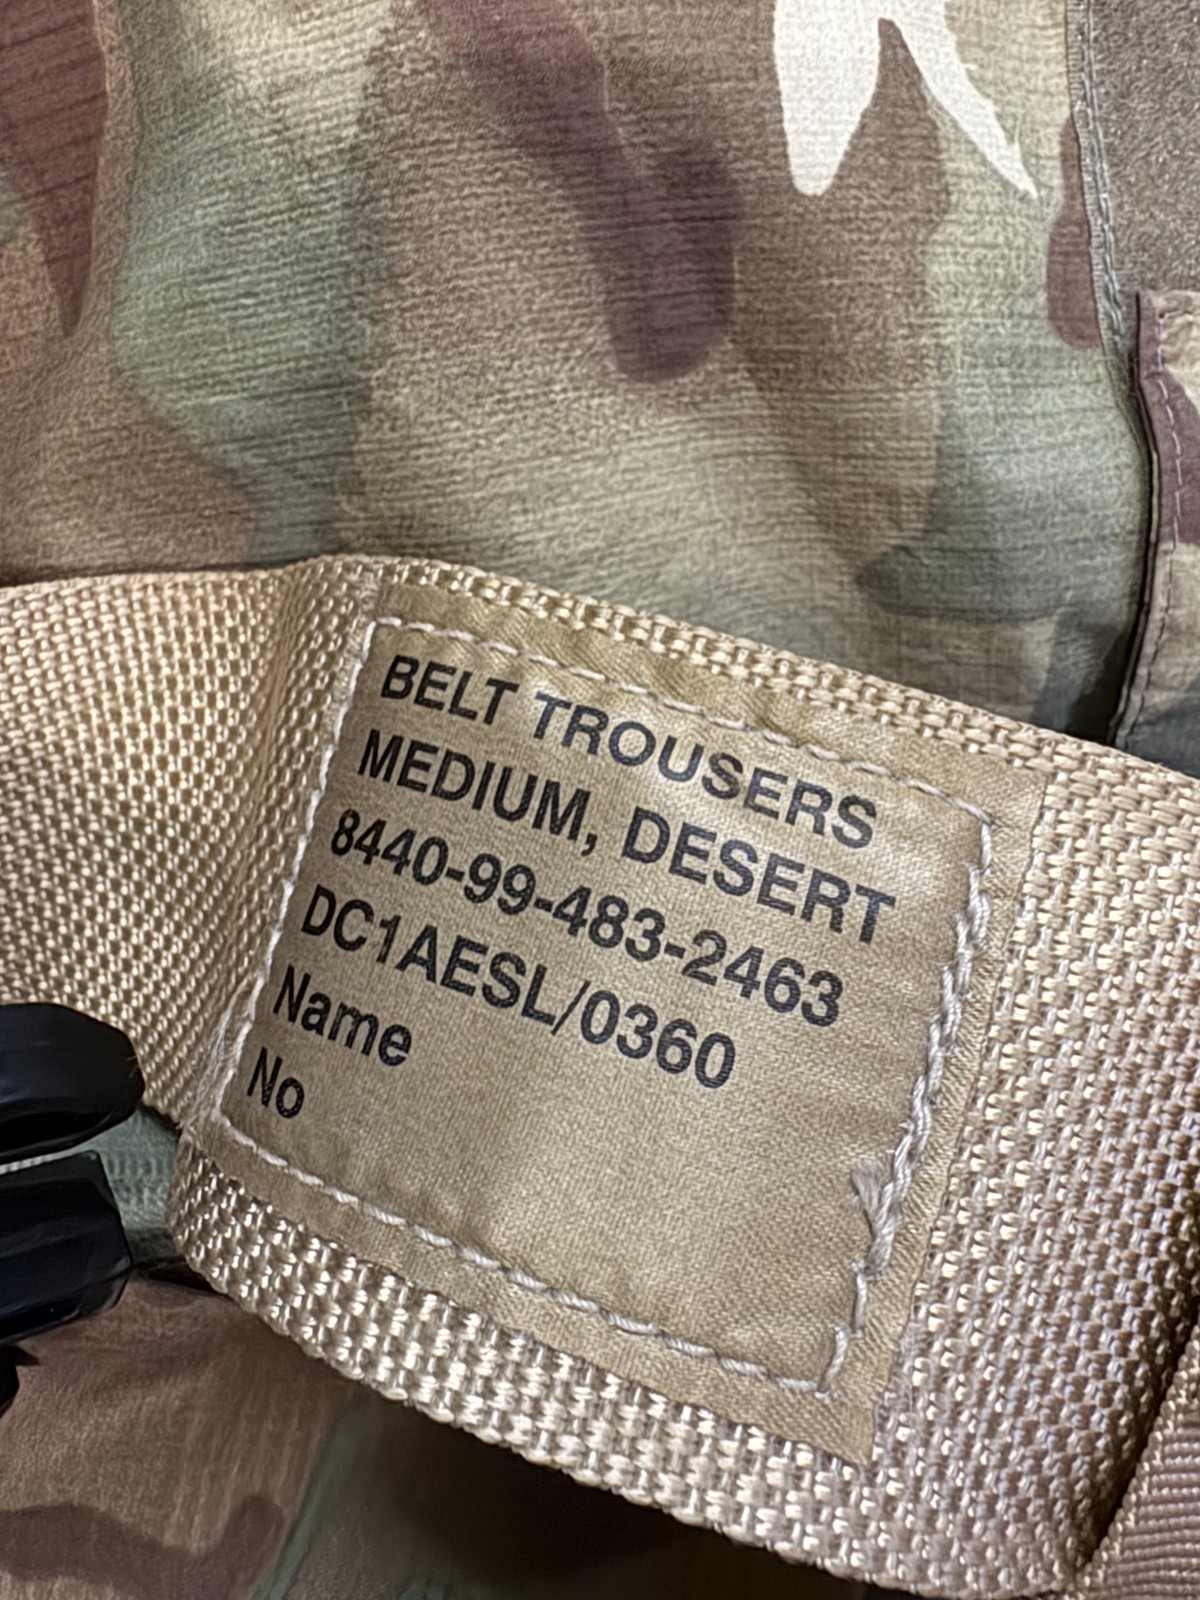 BELT TROUSERS
MEDIUM, DESERT
8440-99-483-2463
DC1AESL/0360
Name
No